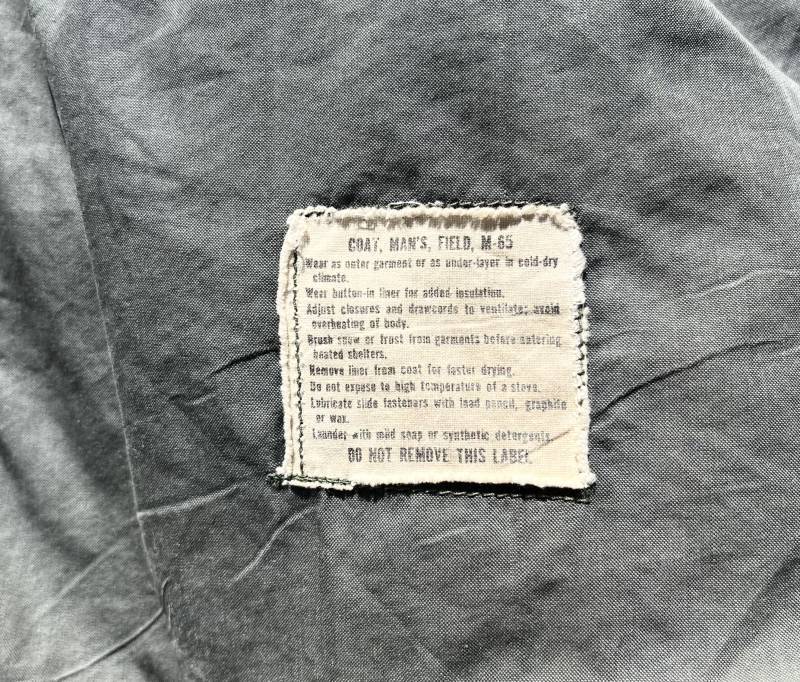 COAT, MAN'S, FIELD, M-65
Wear as outer garment or as under-layer in cold-dry
climate.
Wear button-in liner for added insulation.
Adjust closures and drawcords to ventilate; avoid
overheating of body.
Brush snow or frost from garments before entering
heated shelters.
Remove liner from coat for faster drying.
Do not expose to high temperature of a stove.
Lubricate slide fasteners with lead pencil, graphite
or wax.
Launder with mild soap or synthetic detergents.
DO NOT REMOVE THIS LABEL